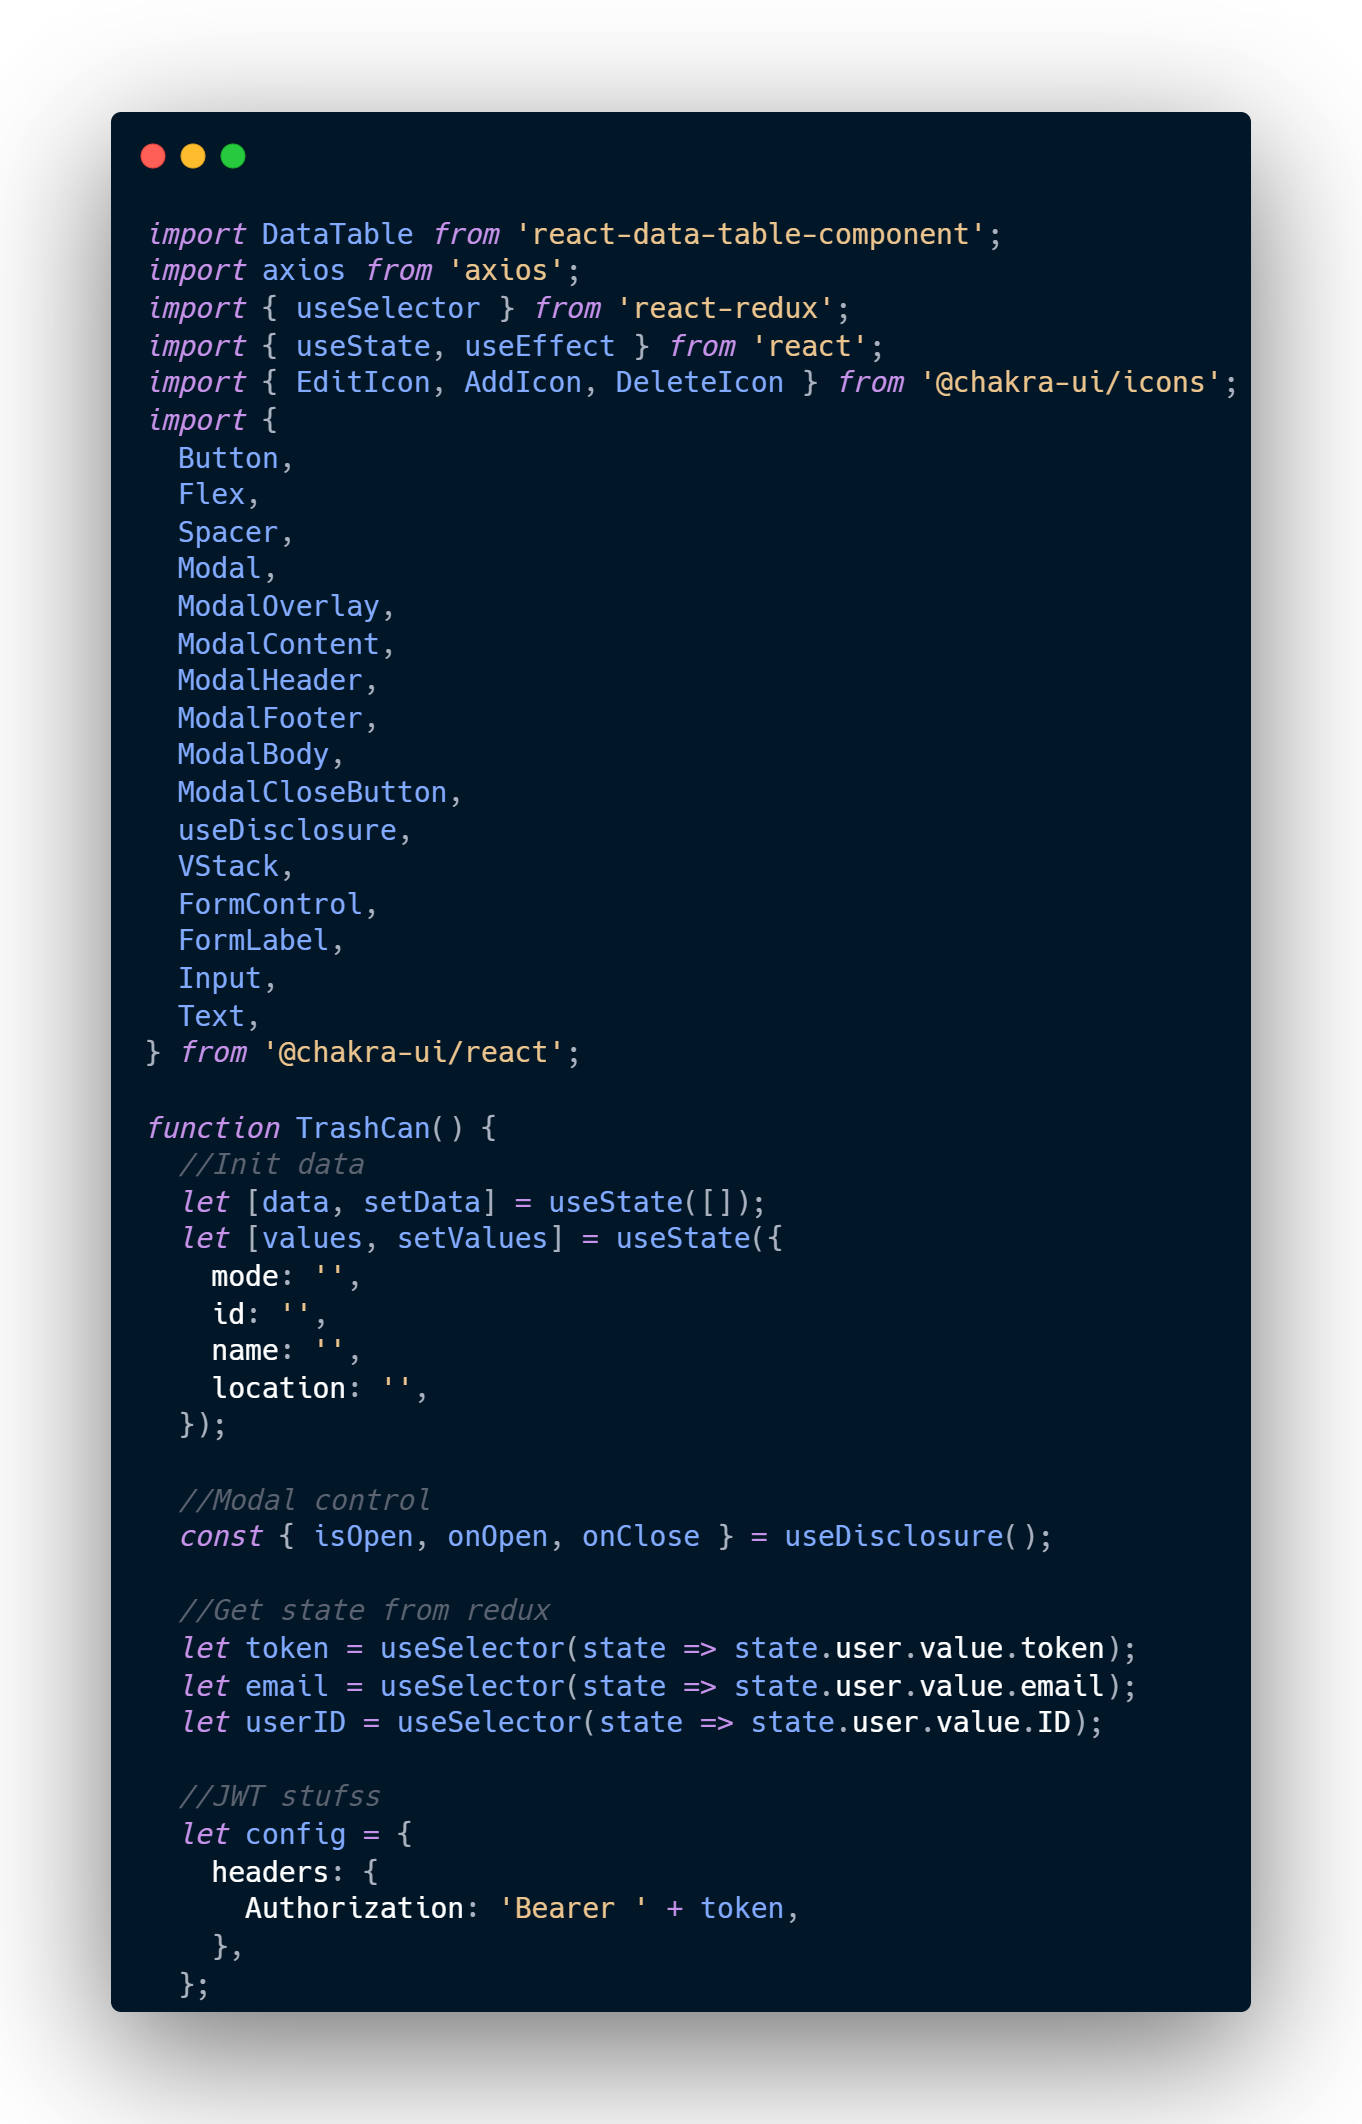 import DataTable from 'react-data-table-component';
import axios from 'axios';
import { useSelector } from 'react-redux';
import { useState, useEffect } from 'react';
import { EditIcon, AddIcon, DeleteIcon } from '@chakra-ui/icons';
import {
  Button,
  Flex,
  Spacer,
  Modal,
  ModalOverlay,
  ModalContent,
  ModalHeader,
  ModalFooter,
  ModalBody,
  ModalCloseButton,
  useDisclosure,
  VStack,
  FormControl,
  FormLabel,
  Input,
  Text,
} from '@chakra-ui/react';

function TrashCan() {
  //Init data
  let [data, setData] = useState([]);
  let [values, setValues] = useState({
    mode: '',
    id: '',
    name: '',
    location: '',
  });

  //Modal control
  const { isOpen, onOpen, onClose } = useDisclosure();

  //Get state from redux
  let token = useSelector(state => state.user.value.token);
  let email = useSelector(state => state.user.value.email);
  let userID = useSelector(state => state.user.value.ID);

  //JWT stufss
  let config = {
    headers: {
      Authorization: 'Bearer ' + token,
    },
  };